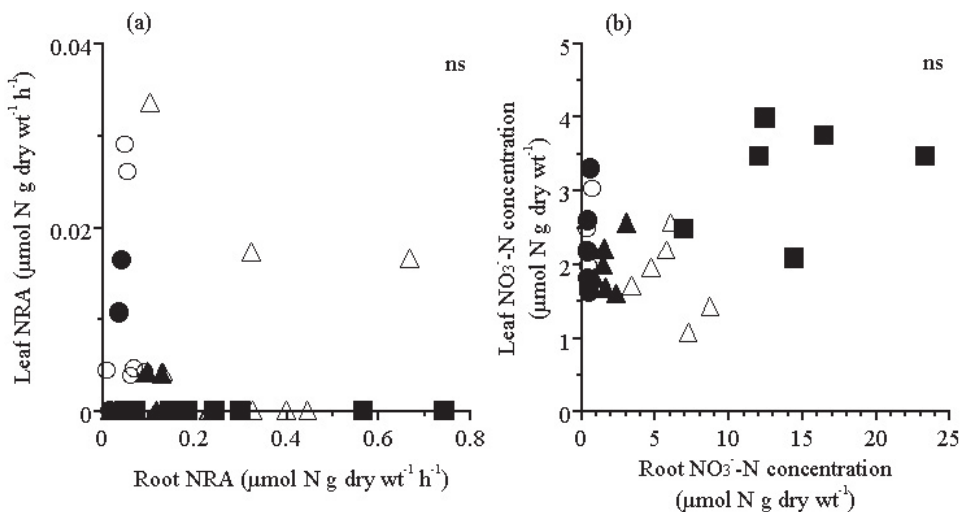 (a)
ns
0.04
0.02
0
0 0.2 0.4 0.6 0.8
Leaf NRA (µmol N g dry wt⁻¹ h⁻¹)
Root NRA (µmol N g dry wt⁻¹ h⁻¹)
(b)
ns
5
4
3
2
1
0
0 5 10 15 20 25
Leaf NO₃⁻-N concentration
(µmol N g dry wt⁻¹)
Root NO₃⁻-N concentration
(µmol N g dry wt⁻¹)